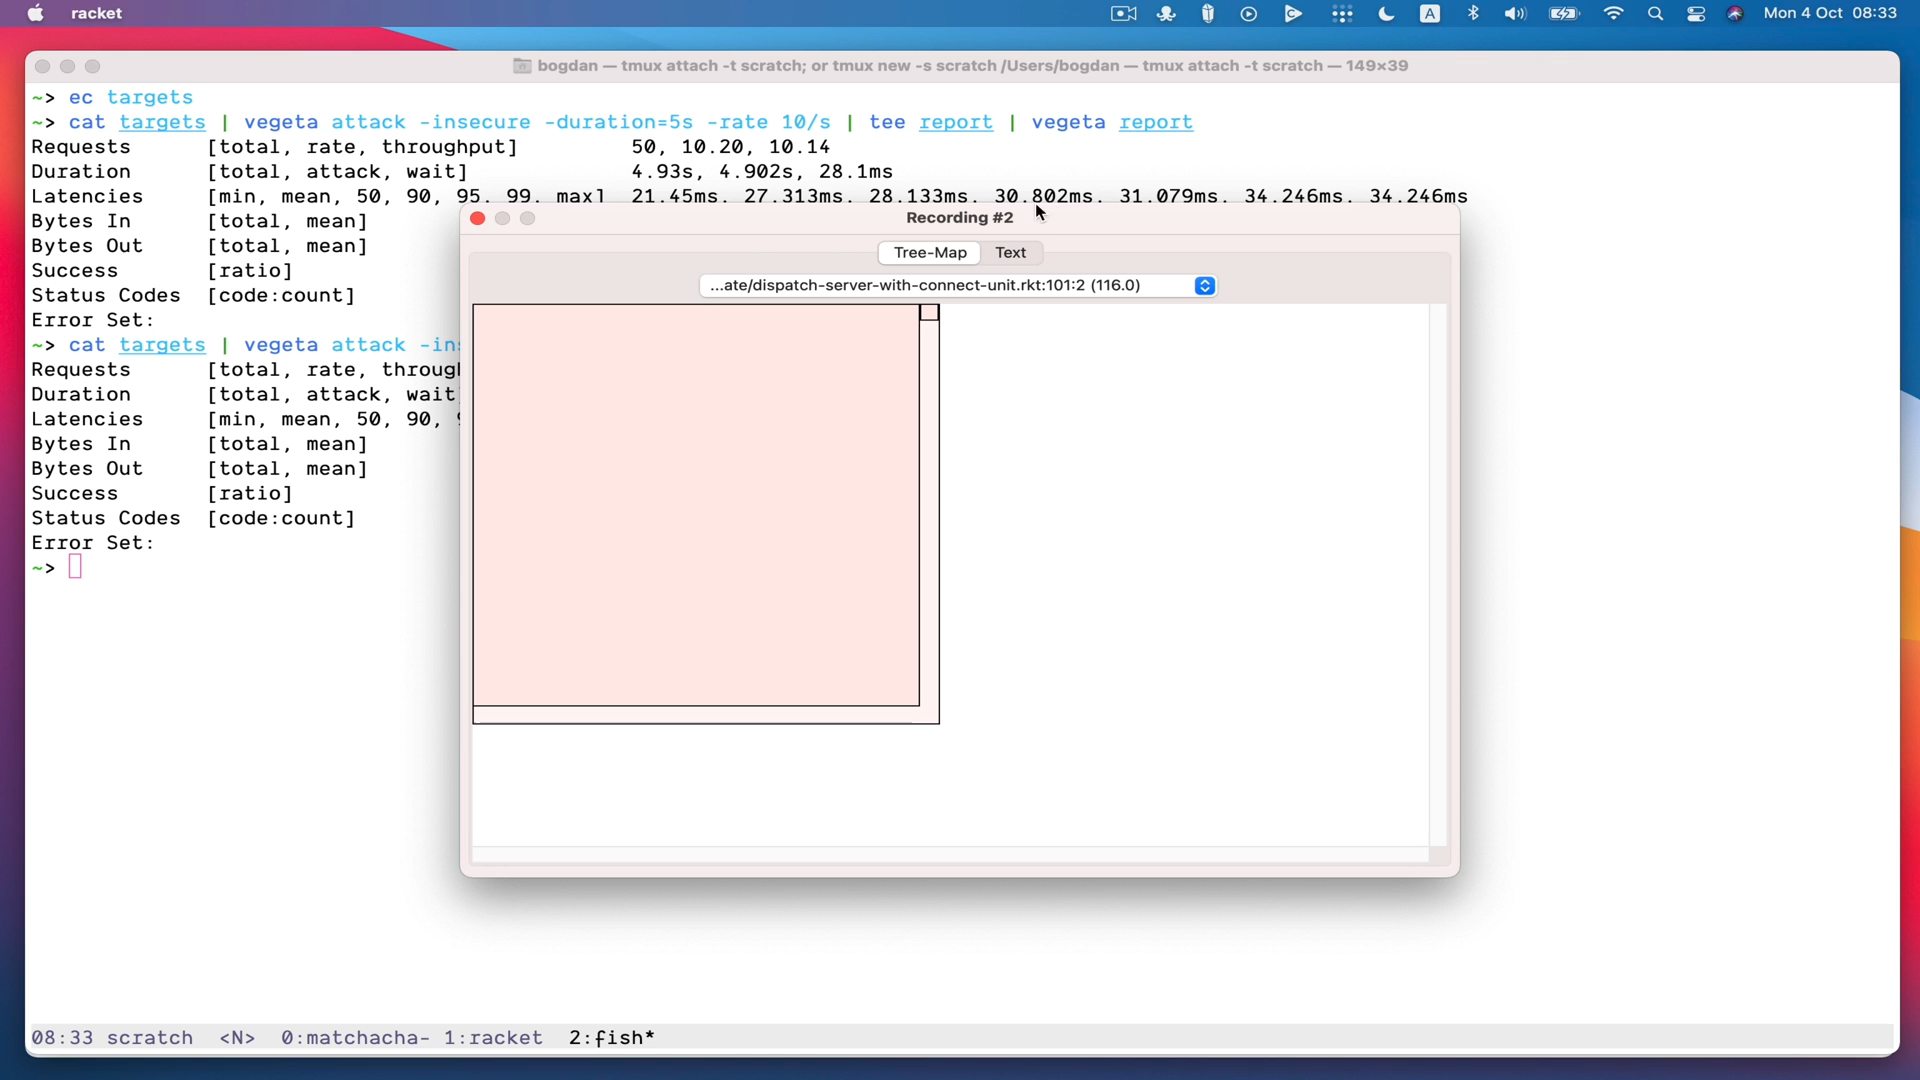 racket
A
Mon 4 Oct 08:33
bogdan — tmux attach -t scratch; or tmux new -s scratch /Users/bogdan — tmux attach -t scratch — 149×39
~> ec targets
~> cat targets | vegeta attack -insecure -duration=5s -rate 10/s | tee report | vegeta report
Requests [total, rate, throughput] 50, 10.20, 10.14
Duration [total, attack, wait] 4.93s, 4.902s, 28.1ms
Latencies [min, mean, 50, 90, 95, 99, max] 21.45ms, 27.313ms, 28.133ms, 30.802ms, 31.079ms, 34.246ms, 34.246ms
Bytes In [total, mean]
Bytes Out [total, mean]
Success [ratio]
Status Codes [code:count]
Error Set:
~> cat targets | vegeta attack -ins
Requests [total, rate, through
Duration [total, attack, wait
Latencies [min, mean, 50, 90,
Bytes In [total, mean]
Bytes Out [total, mean]
Success [ratio]
Status Codes [code:count]
Error Set:
~>
Recording #2
Tree-Map Text
...ate/dispatch-server-with-connect-unit.rkt:101:2 (116.0)
08:33 scratch <N> 0:matchacha- 1:racket 2:fish*